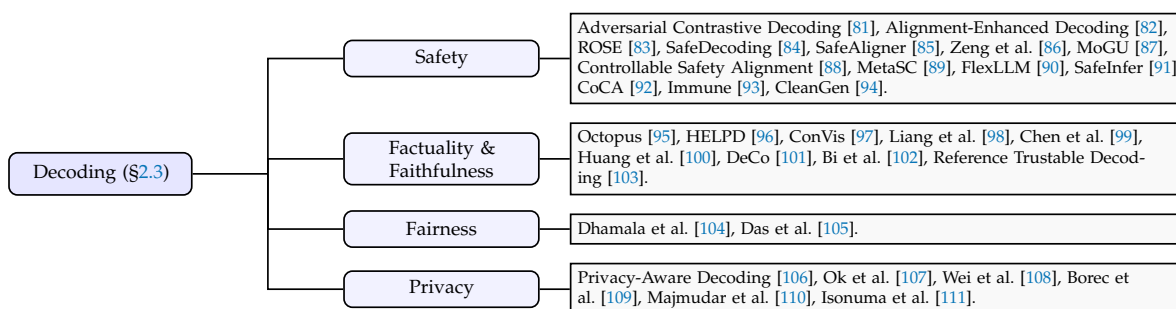 Decoding (§2.3)
Safety
Adversarial Contrastive Decoding [81], Alignment-Enhanced Decoding [82],
ROSE [83], SafeDecoding [84], SafeAligner [85], Zeng et al. [86], MoGU [87],
Controllable Safety Alignment [88], MetaSC [89], FlexLLM [90], SafeInfer [91]
CoCA [92], Immune [93], CleanGen [94].
Factuality &
Faithfulness
Octopus [95], HELPD [96], ConVis [97], Liang et al. [98], Chen et al. [99],
Huang et al. [100], DeCo [101], Bi et al. [102], Reference Trustable Decod-
ing [103].
Fairness
Dhamala et al. [104], Das et al. [105].
Privacy
Privacy-Aware Decoding [106], Ok et al. [107], Wei et al. [108], Borec et
al. [109], Majmudar et al. [110], Isonuma et al. [111].